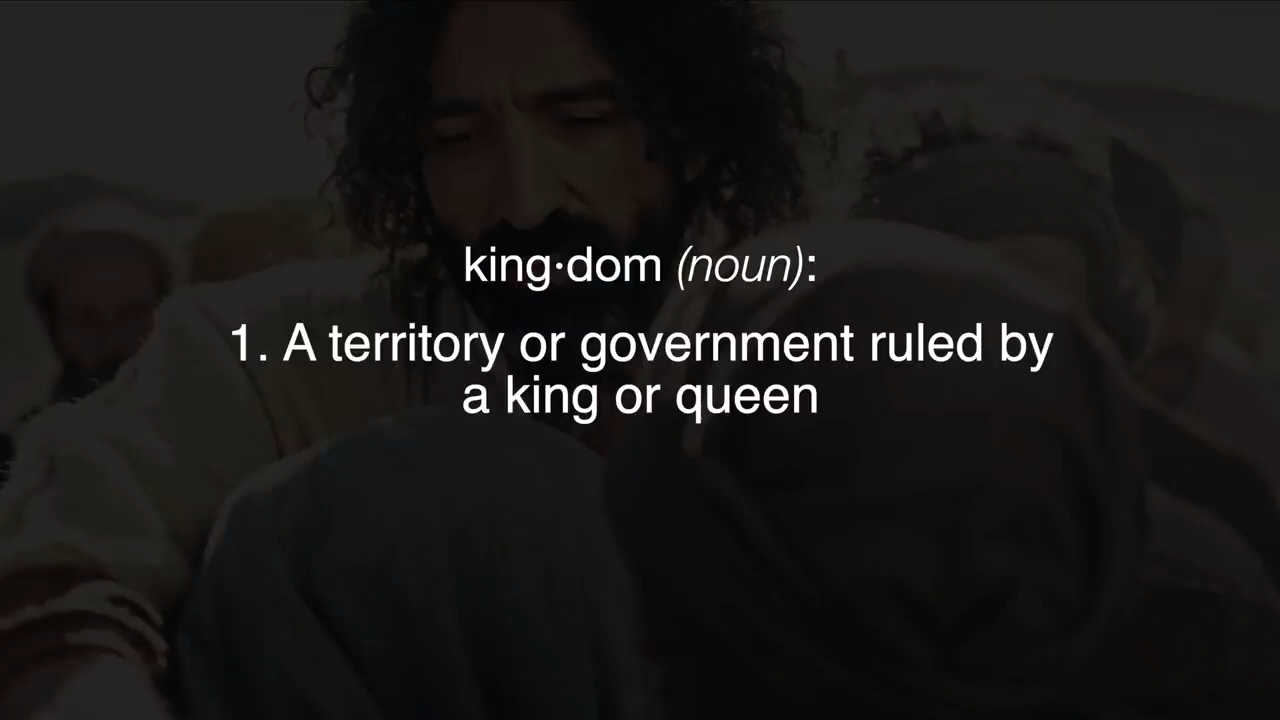 king·dom (noun):
1. A territory or government ruled by
a king or queen